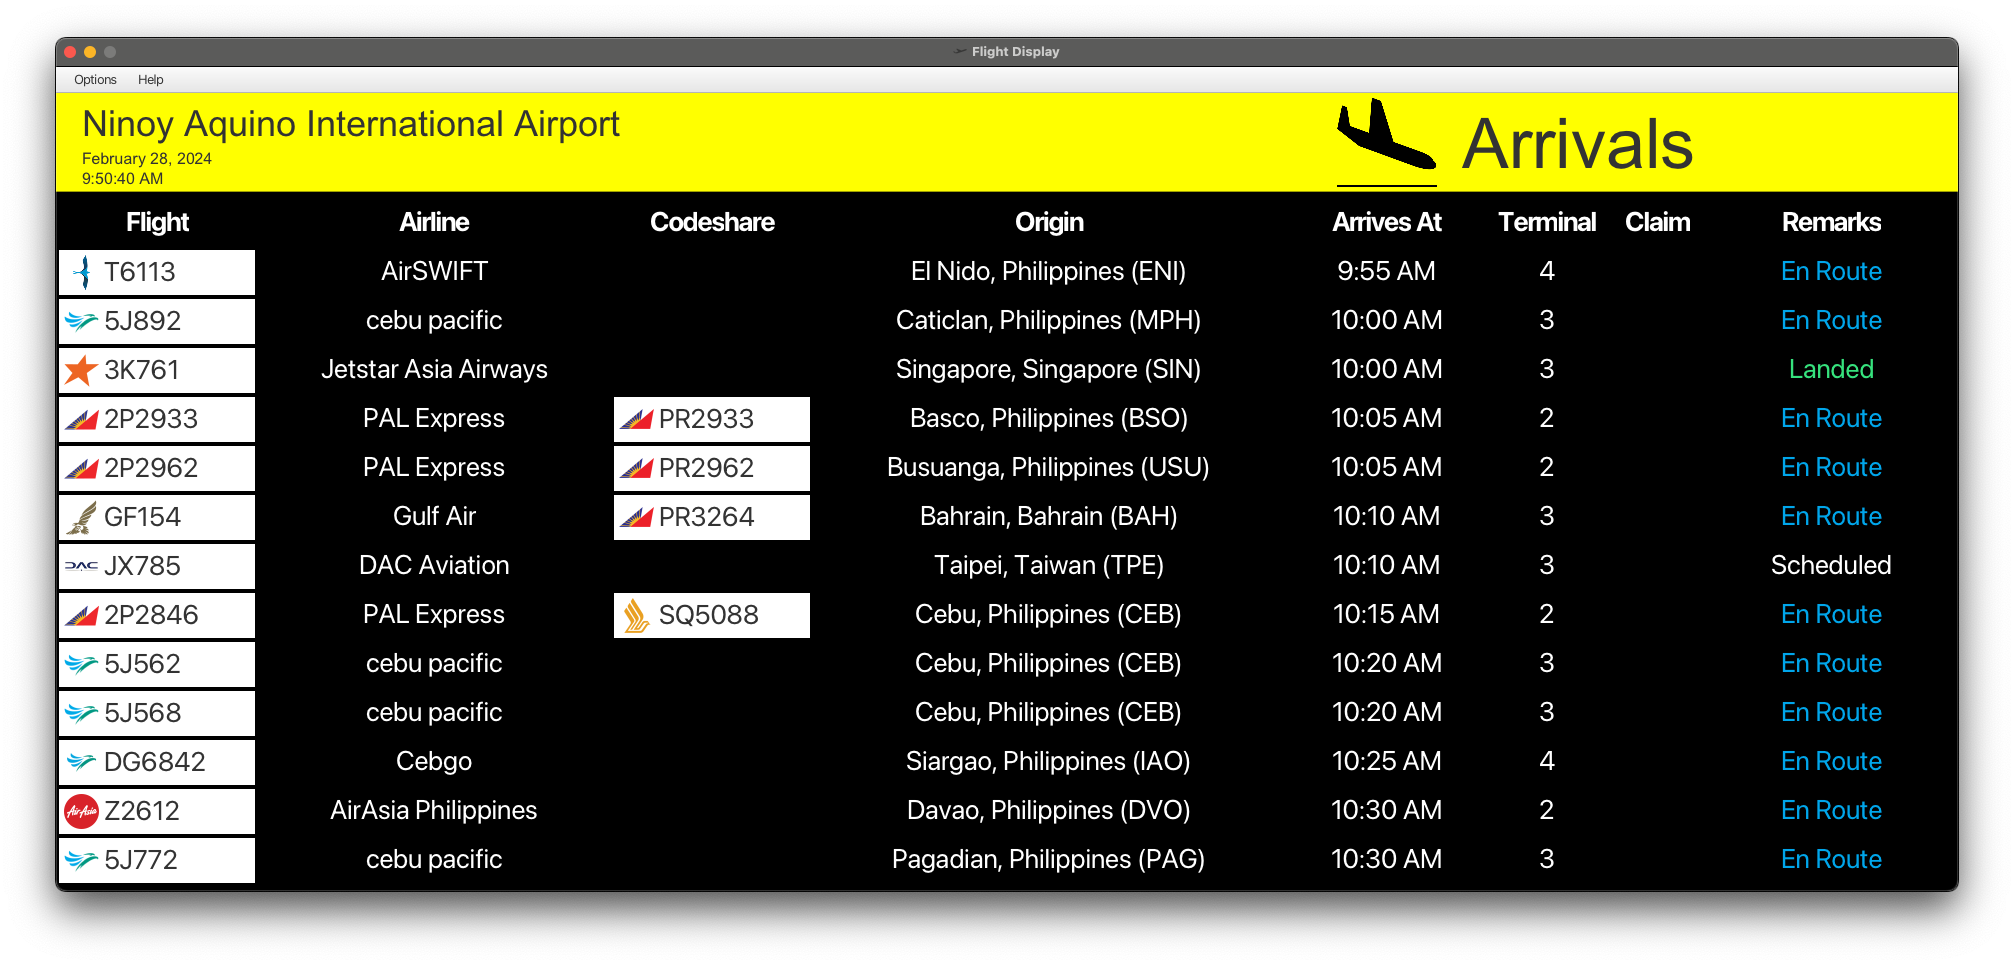 Flight Display
Options Help
Ninoy Aquino International Airport
February 28, 2024
9:50:40 AM
Arrivals
Flight Airline Codeshare Origin Arrives At Terminal Claim Remarks
T6113 AirSWIFT El Nido, Philippines (ENI) 9:55 AM 4 En Route
5J892 cebu pacific Caticlan, Philippines (MPH) 10:00 AM 3 En Route
3K761 Jetstar Asia Airways Singapore, Singapore (SIN) 10:00 AM 3 Landed
2P2933 PAL Express PR2933 Basco, Philippines (BSO) 10:05 AM 2 En Route
2P2962 PAL Express PR2962 Busuanga, Philippines (USU) 10:05 AM 2 En Route
GF154 Gulf Air PR3264 Bahrain, Bahrain (BAH) 10:10 AM 3 En Route
DAC JX785 DAC Aviation Taipei, Taiwan (TPE) 10:10 AM 3 Scheduled
2P2846 PAL Express SQ5088 Cebu, Philippines (CEB) 10:15 AM 2 En Route
5J562 cebu pacific Cebu, Philippines (CEB) 10:20 AM 3 En Route
5J568 cebu pacific Cebu, Philippines (CEB) 10:20 AM 3 En Route
DG6842 Cebgo Siargao, Philippines (IAO) 10:25 AM 4 En Route
AirAsia Z2612 AirAsia Philippines Davao, Philippines (DVO) 10:30 AM 2 En Route
5J772 cebu pacific Pagadian, Philippines (PAG) 10:30 AM 3 En Route